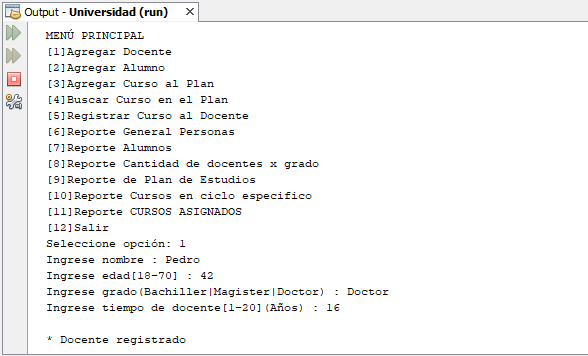 Output - Universidad (run)
MENÚ PRINCIPAL
[1]Agregar Docente
[2]Agregar Alumno
[3]Agregar Curso al Plan
[4]Buscar Curso en el Plan
[5]Registrar Curso al Docente
[6]Reporte General Personas
[7]Reporte Alumnos
[8]Reporte Cantidad de docentes x grado
[9]Reporte de Plan de Estudios
[10]Reporte Cursos en ciclo especifico
[11]Reporte CURSOS ASIGNADOS
[12]Salir
Seleccione opción: 1
Ingrese nombre : Pedro
Ingrese edad[18-70] : 42
Ingrese grado(Bachiller|Magister|Doctor) : Doctor
Ingrese tiempo de docente[1-20](Años) : 16
* Docente registrado